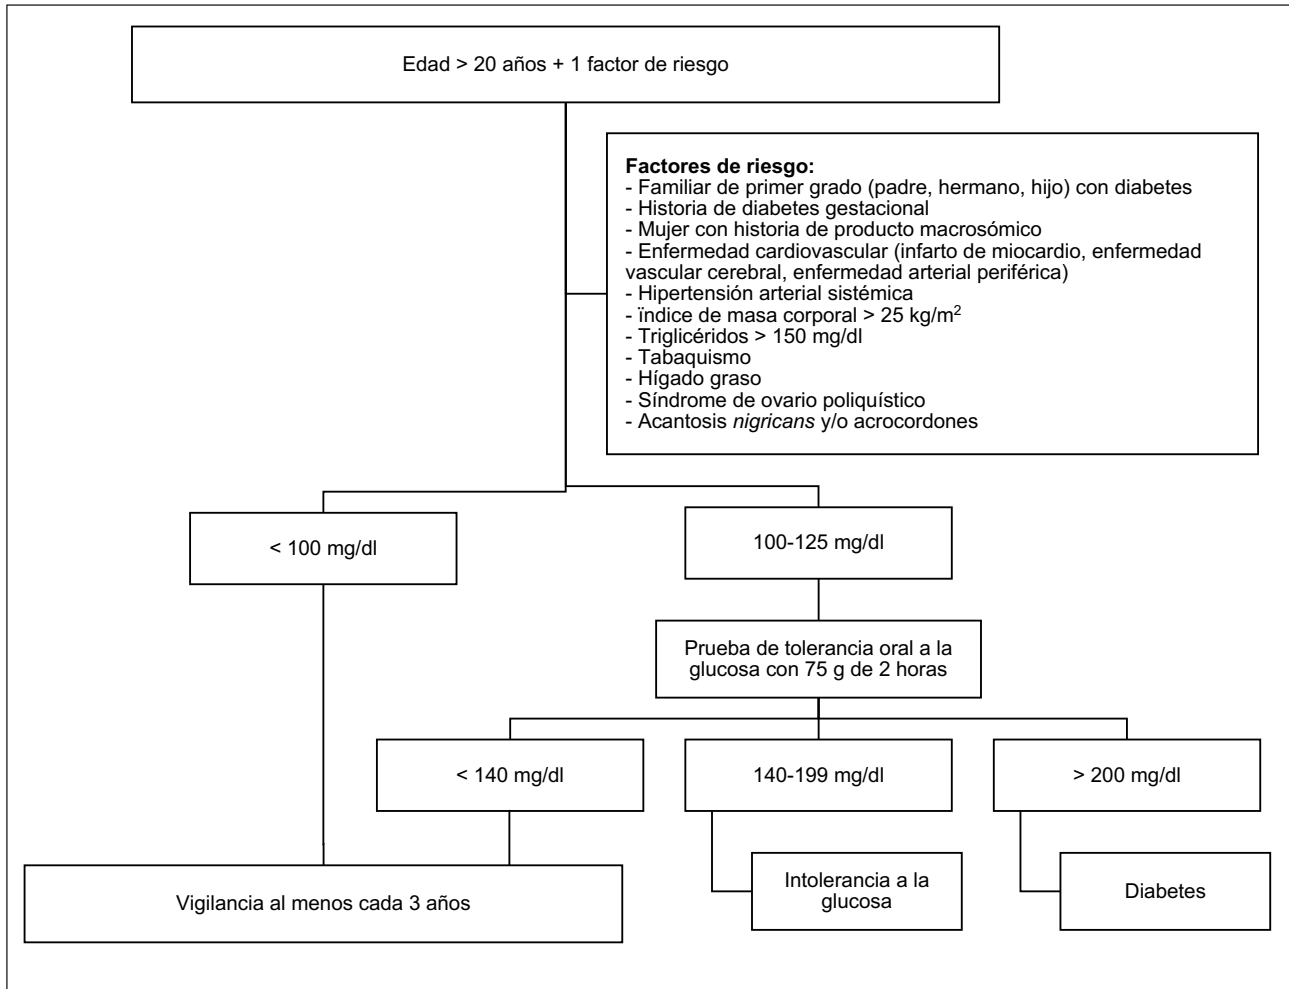 Edad > 20 años + 1 factor de riesgo
Factores de riesgo:
- Familiar de primer grado (padre, hermano, hijo) con diabetes
- Historia de diabetes gestacional
- Mujer con historia de producto macrosómico
- Enfermedad cardiovascular (infarto de miocardio, enfermedad
vascular cerebral, enfermedad arterial periférica)
- Hipertensión arterial sistémica
- ïndice de masa corporal > 25 kg/m²
- Triglicéridos > 150 mg/dl
- Tabaquismo
- Hígado graso
- Síndrome de ovario poliquístico
- Acantosis nigricans y/o acrocordones
< 100 mg/dl
100-125 mg/dl
Prueba de tolerancia oral a la
glucosa con 75 g de 2 horas
< 140 mg/dl
140-199 mg/dl
> 200 mg/dl
Vigilancia al menos cada 3 años
Intolerancia a la
glucosa
Diabetes